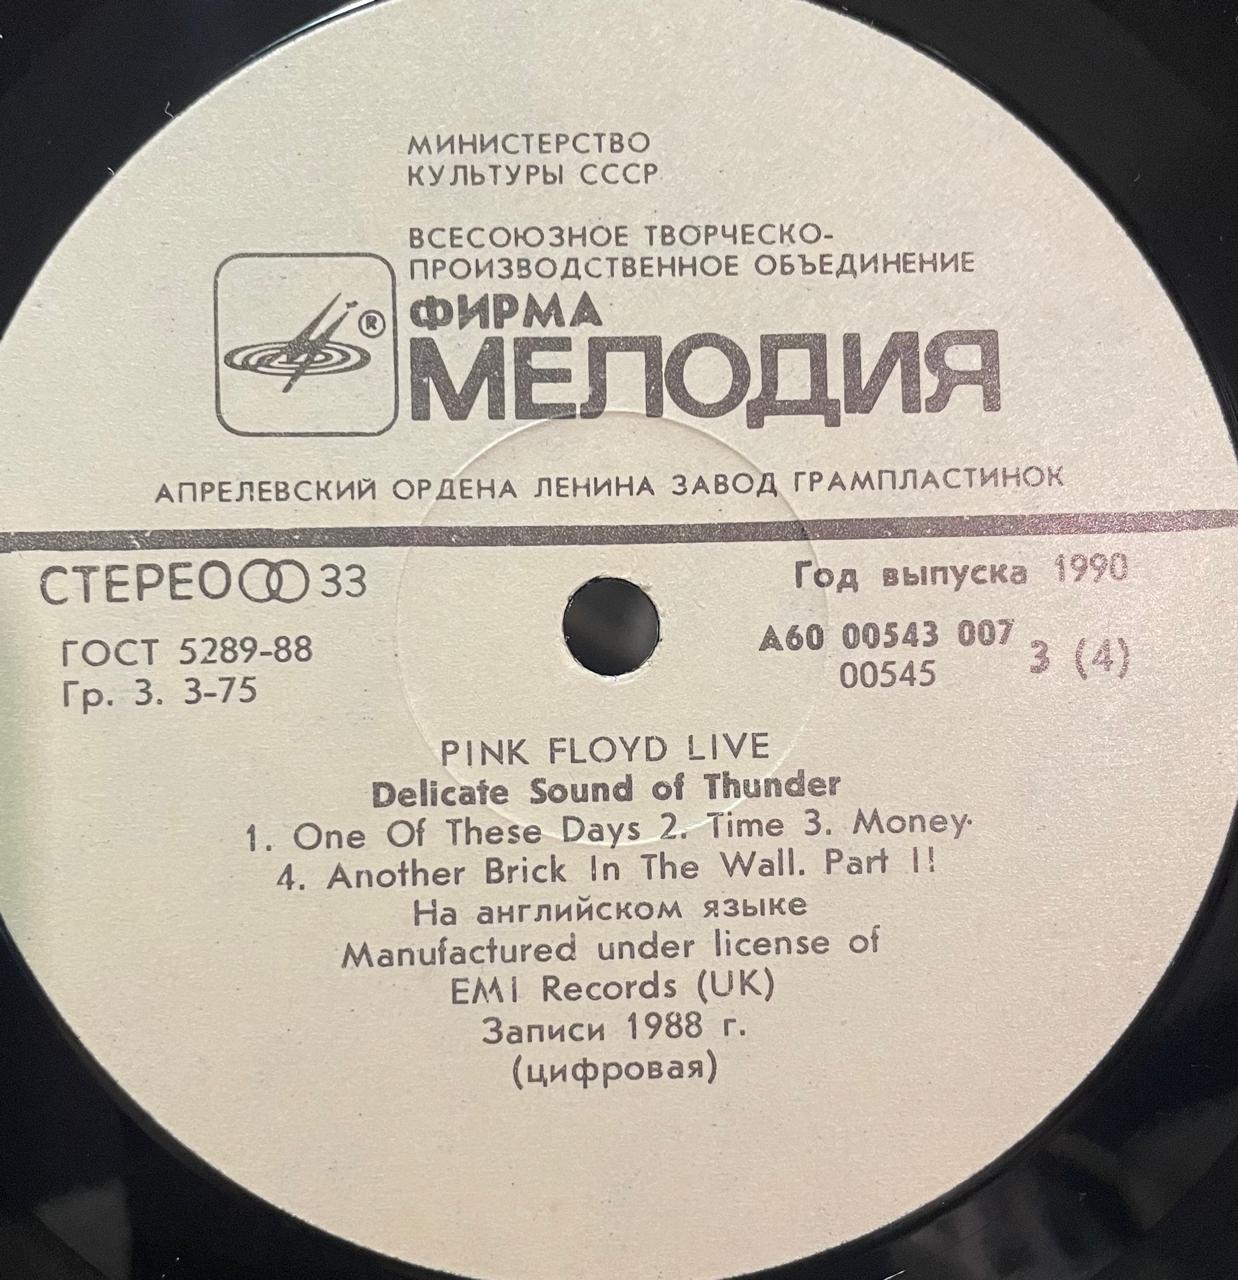 МИНИСТЕРСТВО
КУЛЬТУРЫ СССР
ВСЕСОЮЗНОЕ ТВОРЧЕСКО-
ПРОИЗВОДСТВЕННОЕ ОБЪЕДИНЕНИЕ
®
ФИРМА
МЕЛОДИЯ
АПРЕЛЕВСКИЙ ОРДЕНА ЛЕНИНА ЗАВОД ГРАМПЛАСТИНОК
СТЕРЕО 33
Год выпуска 1990
ГОСТ 5289-88
А60 00543 007
Гр. 3. 3-75
00545
3 (4)
PINK FLOYD LIVE
Delicate Sound of Thunder
1. One Of These Days 2. Time 3. Money.
4. Another Brick In The Wall. Part II
На английском языке
Manufactured under license of
EMI Records (UK)
Записи 1988 г.
(цифровая)